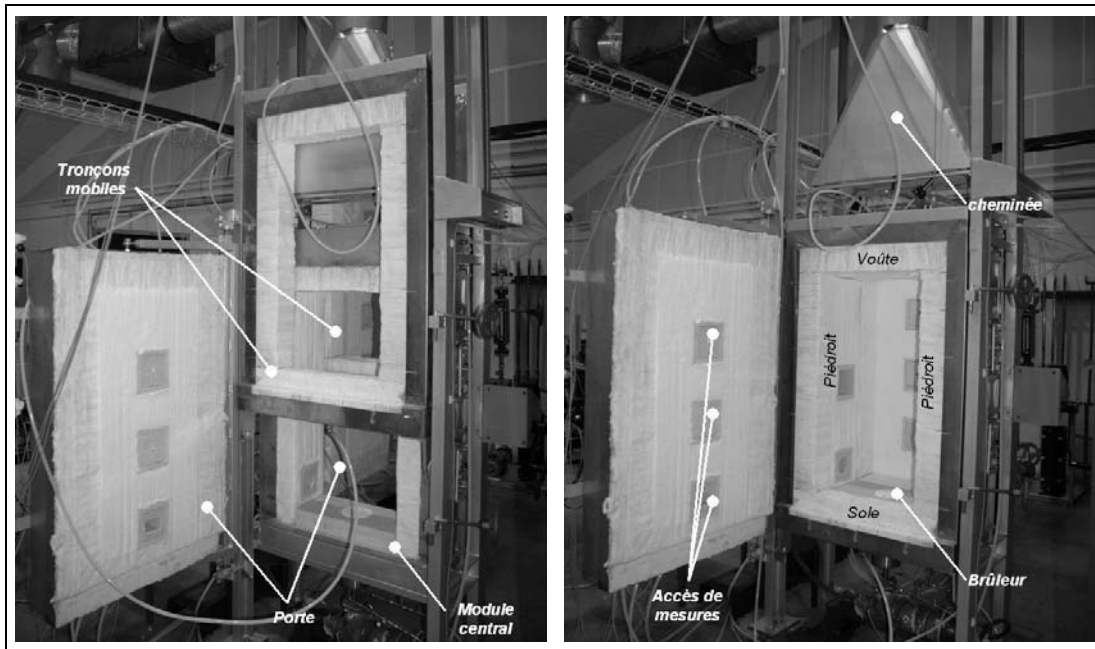 Tronçons
mobiles
Porte
Module
central
cheminée
Voûte
Piédroit
Piédroit
Sole
Accès de
mesures
Brûleur